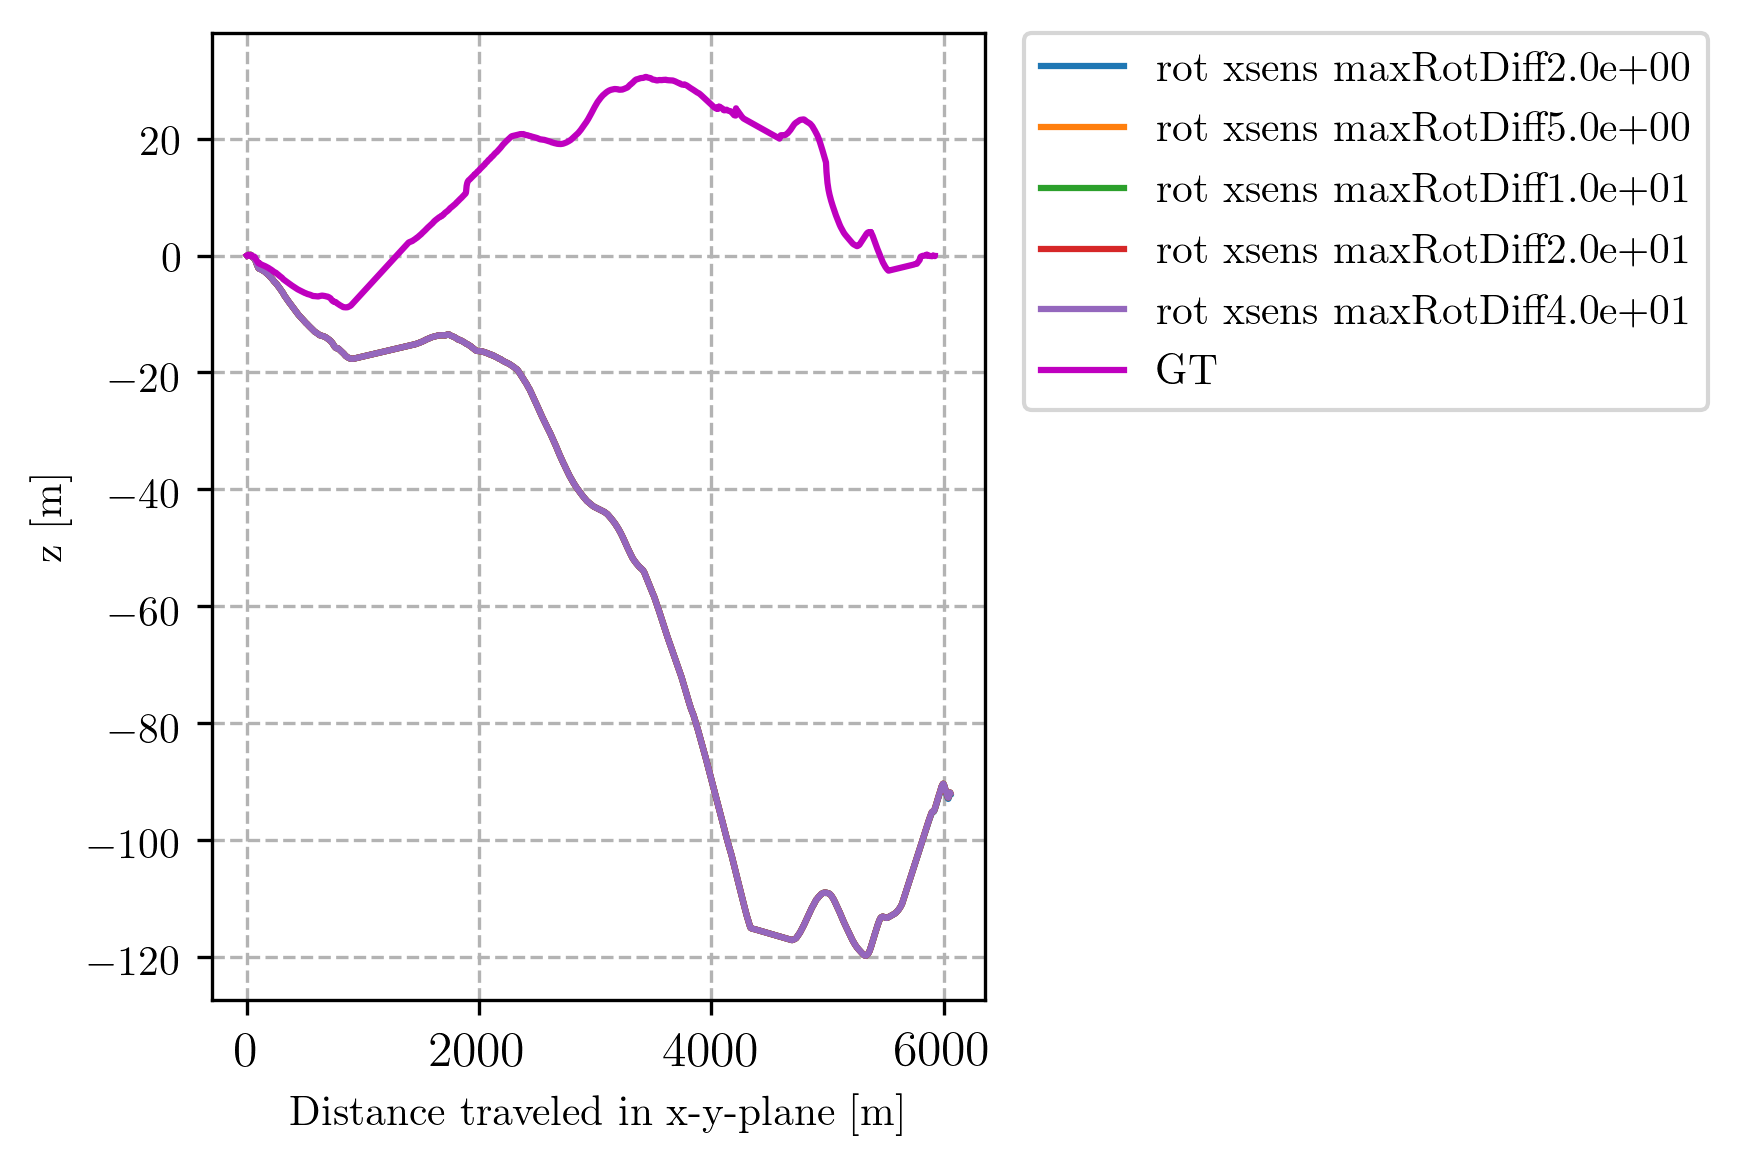 20
0
−20
−40
−60
−80
−100
−120
z [m]
0 2000 4000 6000
Distance traveled in x-y-plane [m]
rot xsens maxRotDiff2.0e+00
rot xsens maxRotDiff5.0e+00
rot xsens maxRotDiff1.0e+01
rot xsens maxRotDiff2.0e+01
rot xsens maxRotDiff4.0e+01
GT